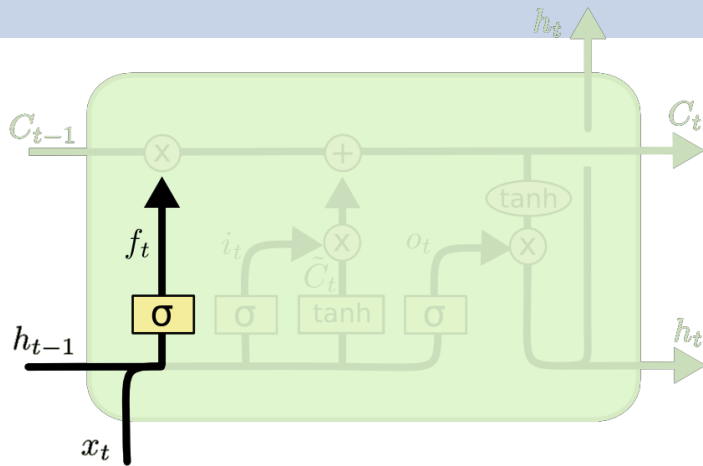 h_t
C_{t-1}
C_t
x
+
tanh
f_t
i_t
x
o_t
x
C̃_t
σ
σ
tanh
σ
h_{t-1}
h_t
x_t